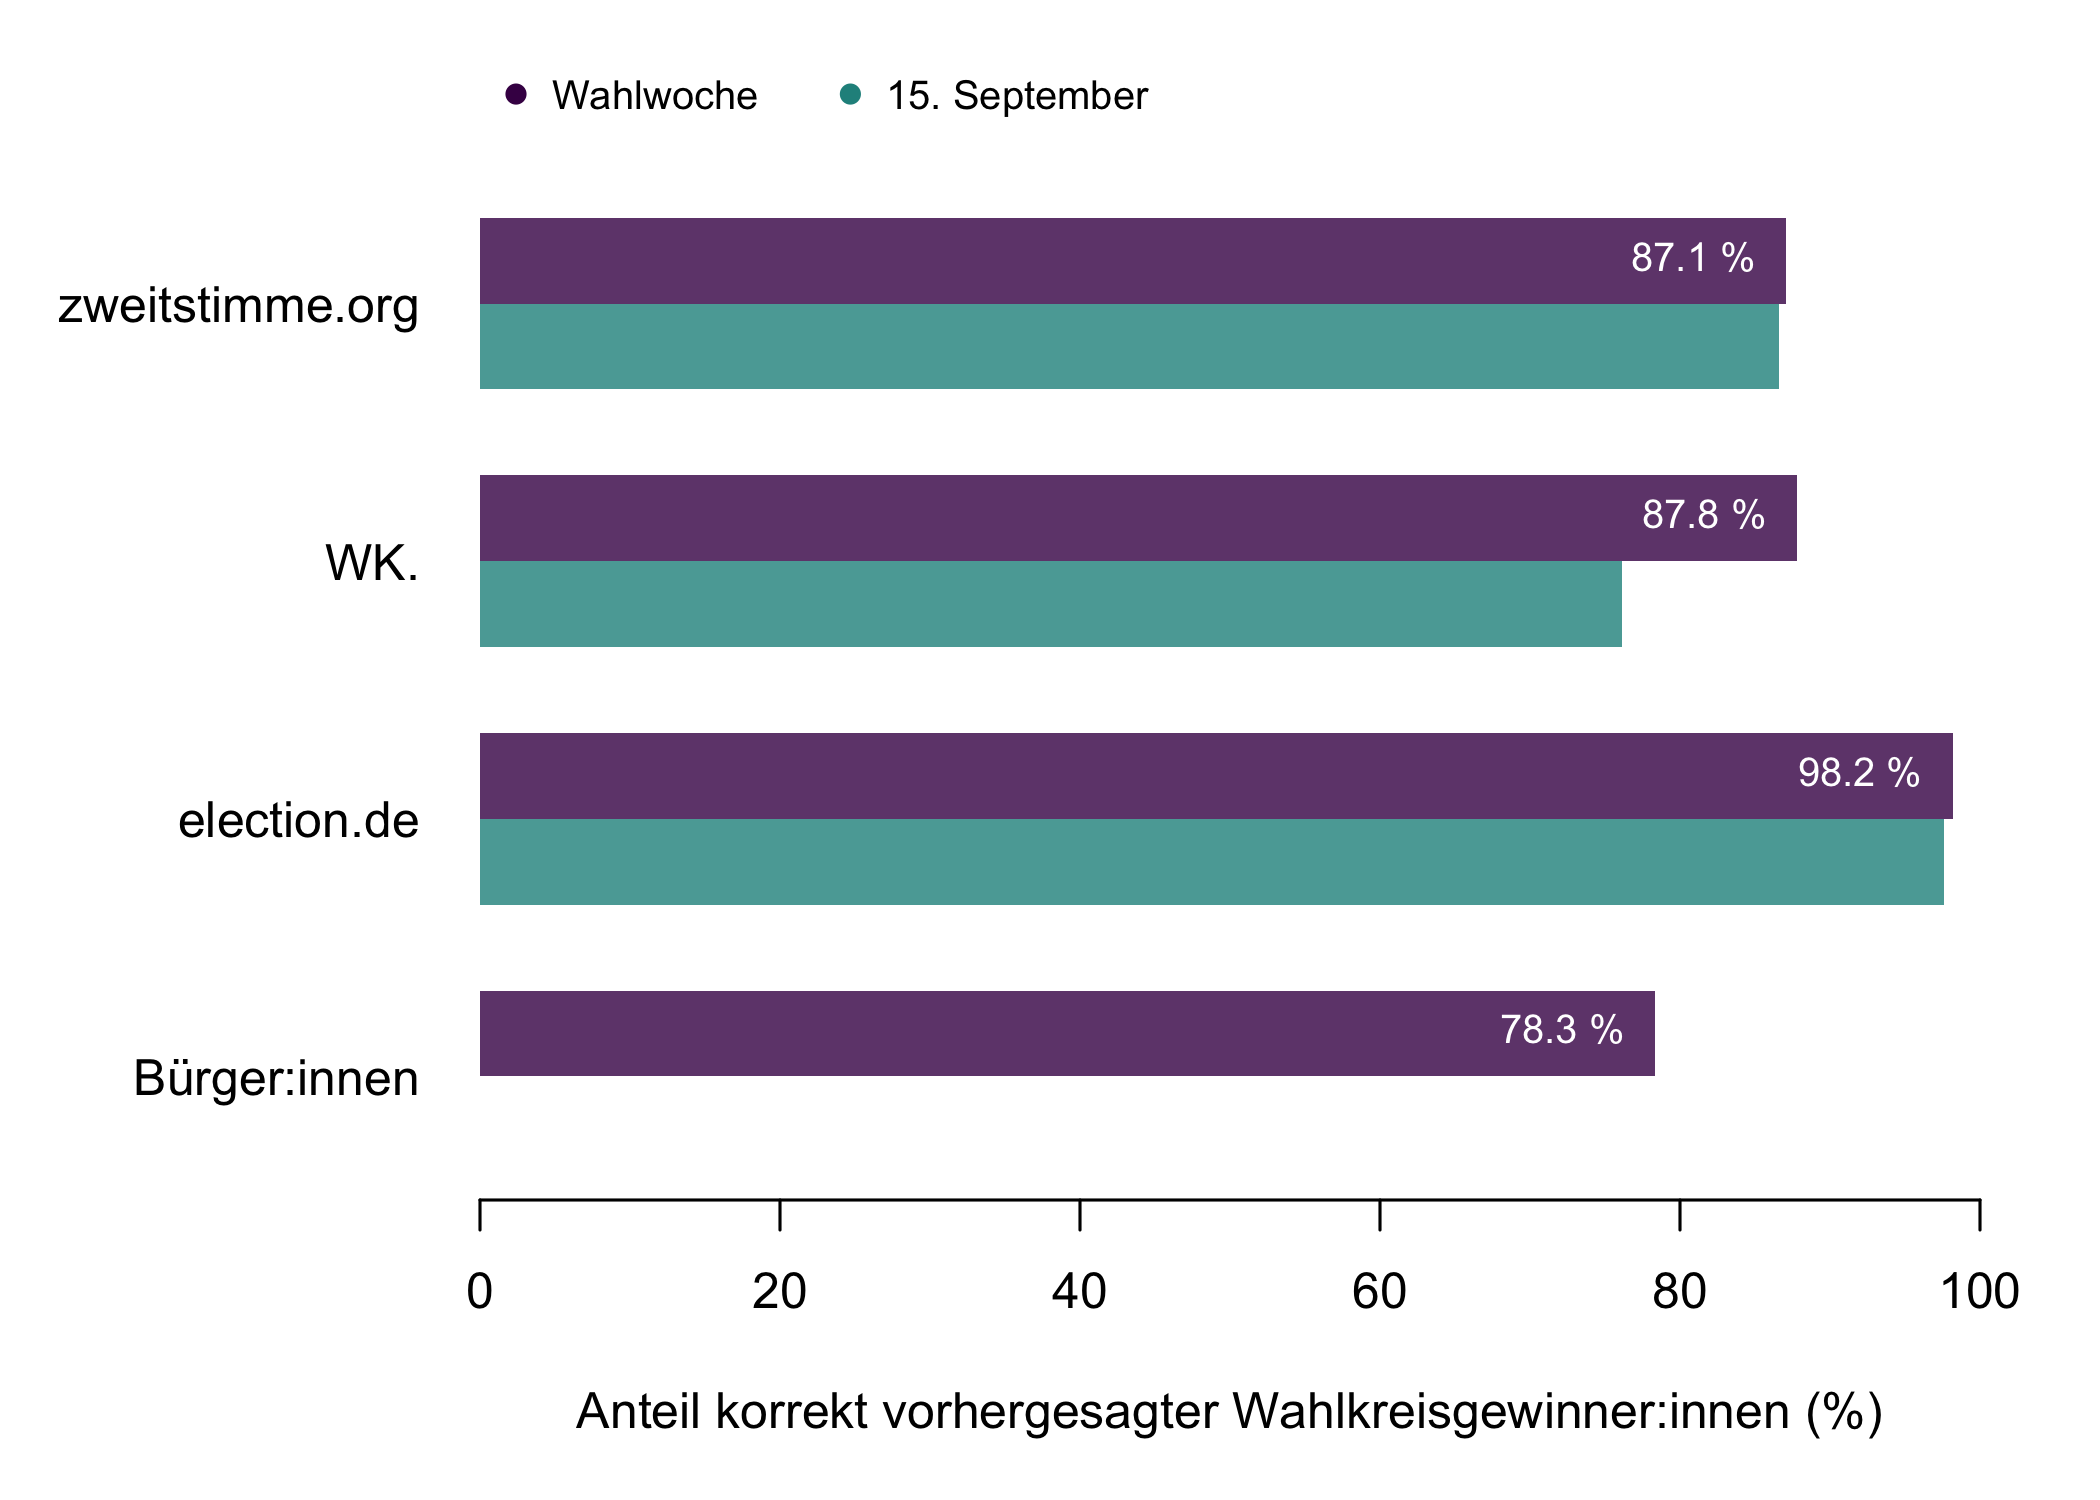 Wahlwoche 15. September
87.1 %
zweitstimme.org
87.8 %
WK.
98.2 %
election.de
78.3 %
Bürger:innen
0 20 40 60 80 100
Anteil korrekt vorhergesagter Wahlkreisgewinner:innen (%)